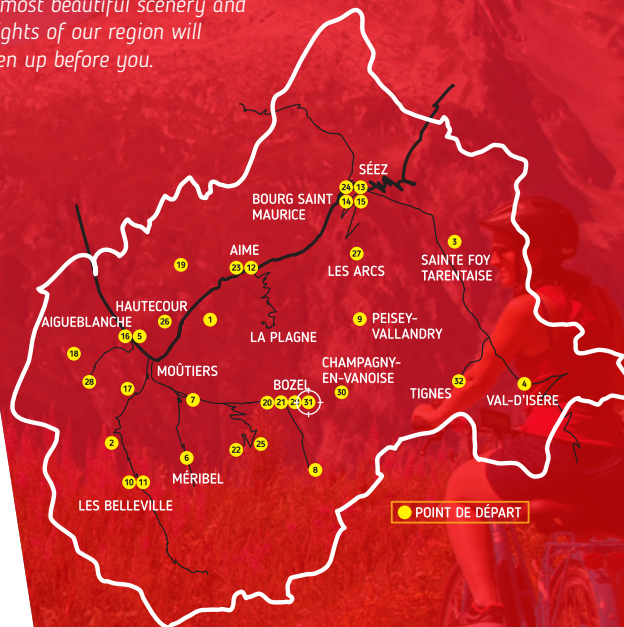 most beautiful scenery and
ights of our region will
en up before you.
SÉEZ
24 13
14 15
BOURG SAINT
MAURICE
3
SAINTE FOY
TARENTAISE
19
AIME
23 12
27
LES ARCS
HAUTECOUR
26
1
9
PEISEY-
VALLANDRY
AIGUEBLANCHE
16 5
LA PLAGNE
18
MOÛTIERS
CHAMPAGNY-
EN-VANOISE
28
17
7
BOZEL
20 21 31
30
TIGNES
32
4
VAL-D'ISÈRE
2
22
25
6
MÉRIBEL
8
10 11
LES BELLEVILLE
POINT DE DÉPART